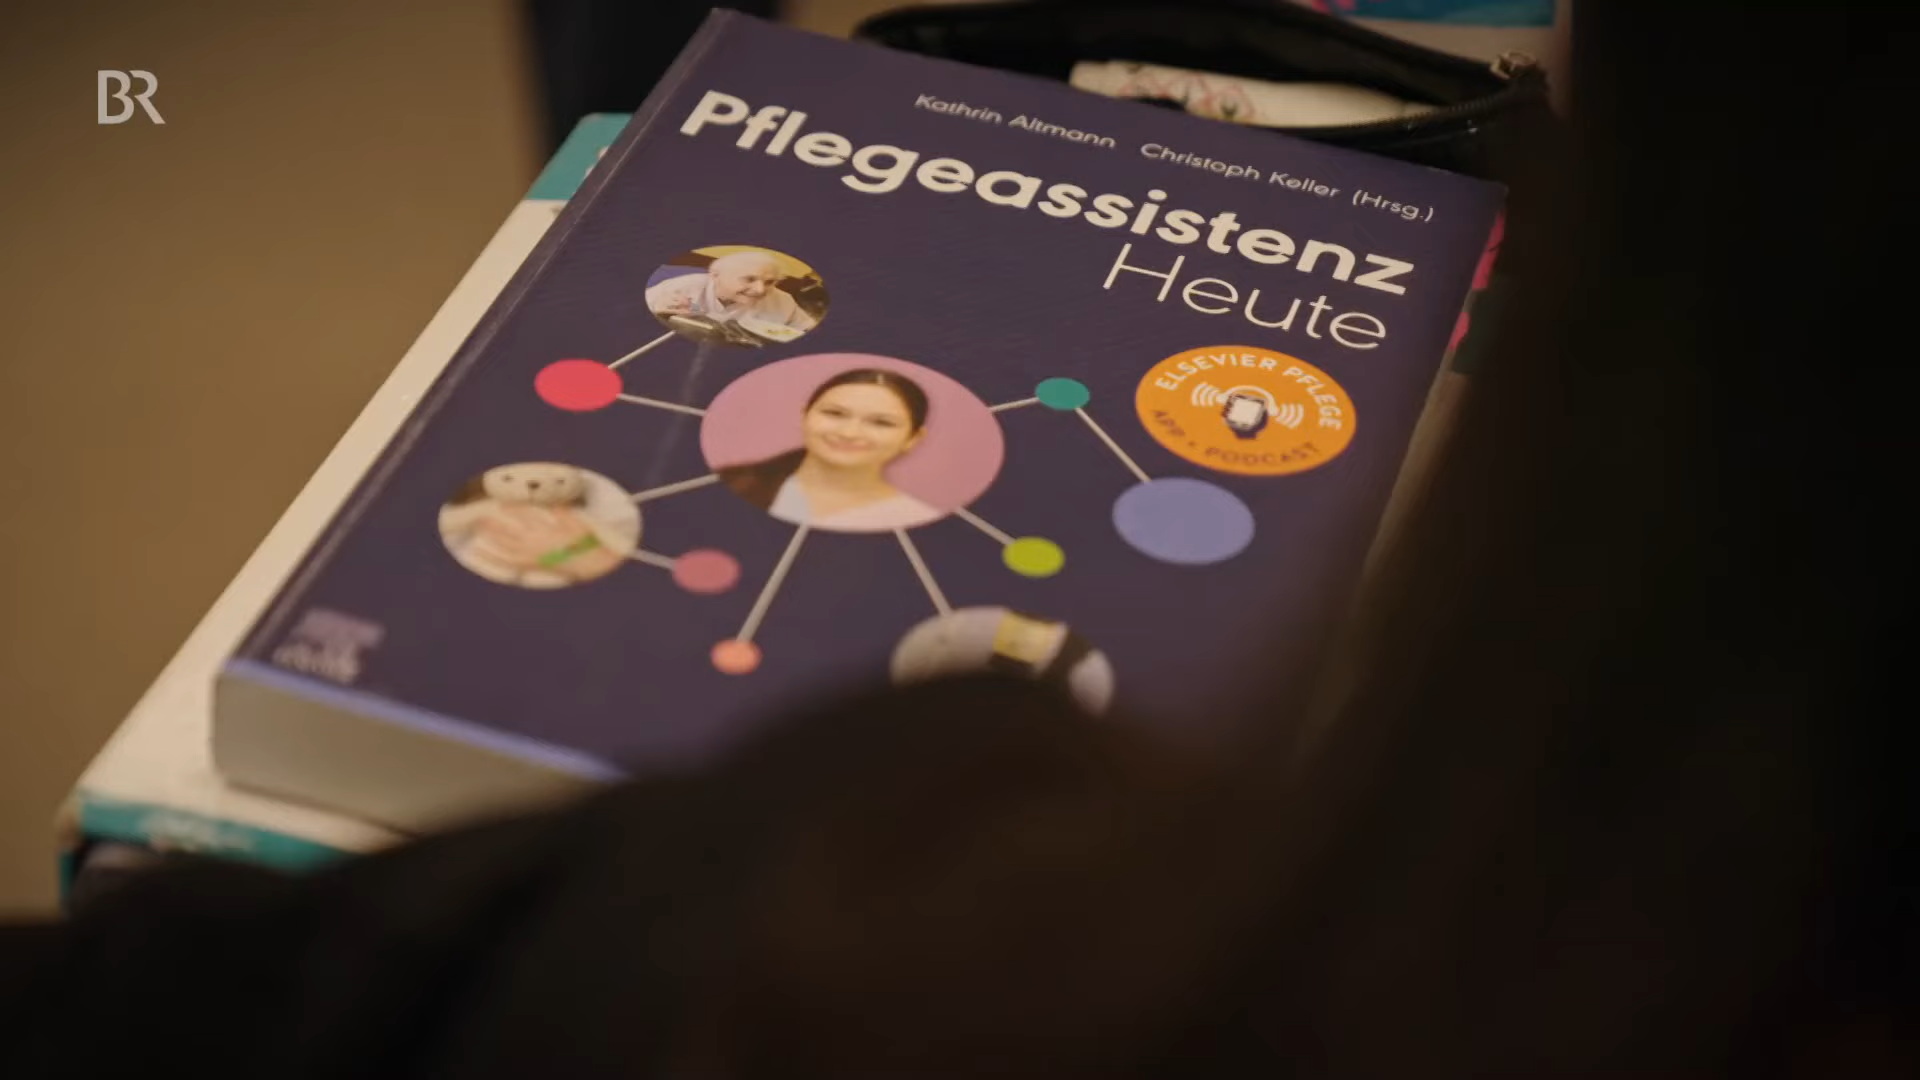 BR
Kathrin Altmann Christoph Keller (Hrsg.)
Pflegeassistenz
Heute
ELSEVIER PFLEGE
APP • PODCAST